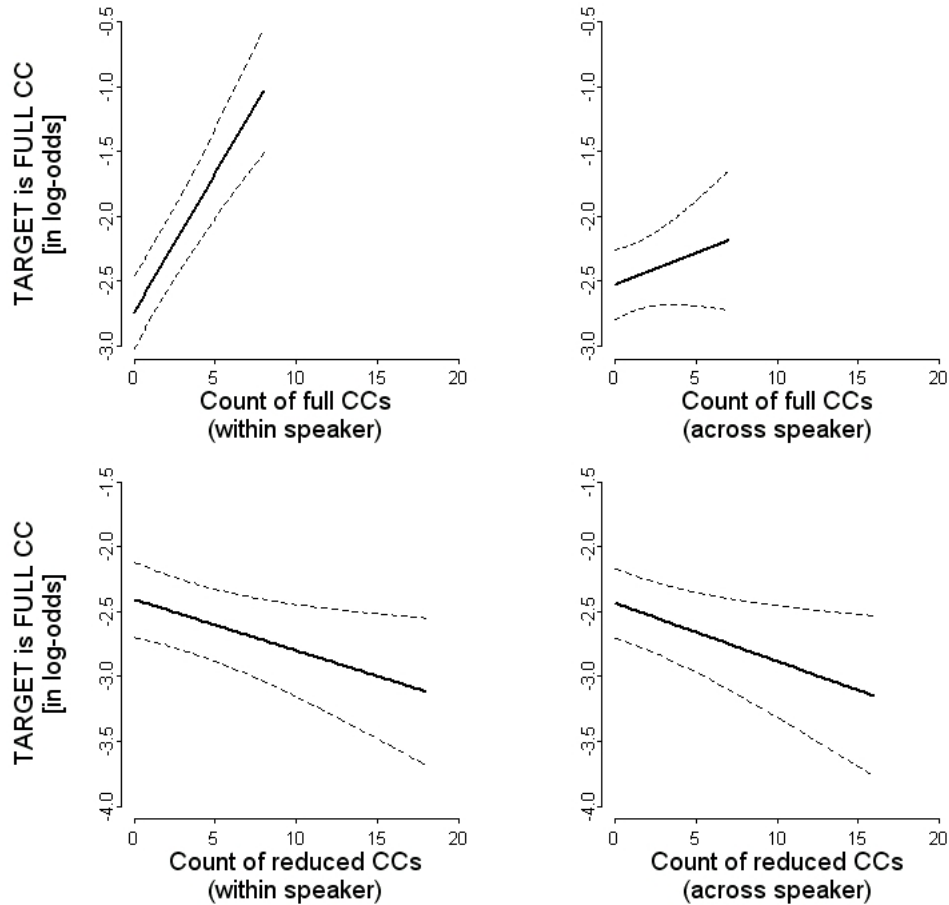 TARGET is FULL CC
[in log-odds]
-0.5
-1.0
-1.5
-2.0
-2.5
-3.0
0 5 10 15 20
Count of full CCs
(within speaker)
-0.5
-1.0
-1.5
-2.0
-2.5
-3.0
0 5 10 15 20
Count of full CCs
(across speaker)
TARGET is FULL CC
[in log-odds]
-1.5
-2.0
-2.5
-3.0
-3.5
-4.0
0 5 10 15 20
Count of reduced CCs
(within speaker)
-1.5
-2.0
-2.5
-3.0
-3.5
-4.0
0 5 10 15 20
Count of reduced CCs
(across speaker)